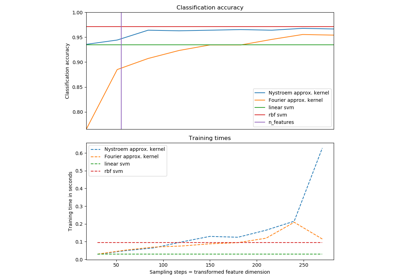 Classification accuracy
1.00
0.95
0.90
0.85
0.80
Classification accuracy
Nystroem approx. kernel
Fourier approx. kernel
linear svm
rbf svm
n_features
Training times
0.6
0.5
0.4
0.3
0.2
0.1
0.0
Training time in seconds
Nystroem approx. kernel
Fourier approx. kernel
linear svm
rbf svm
50
100
150
200
250
Sampling steps = transformed feature dimension